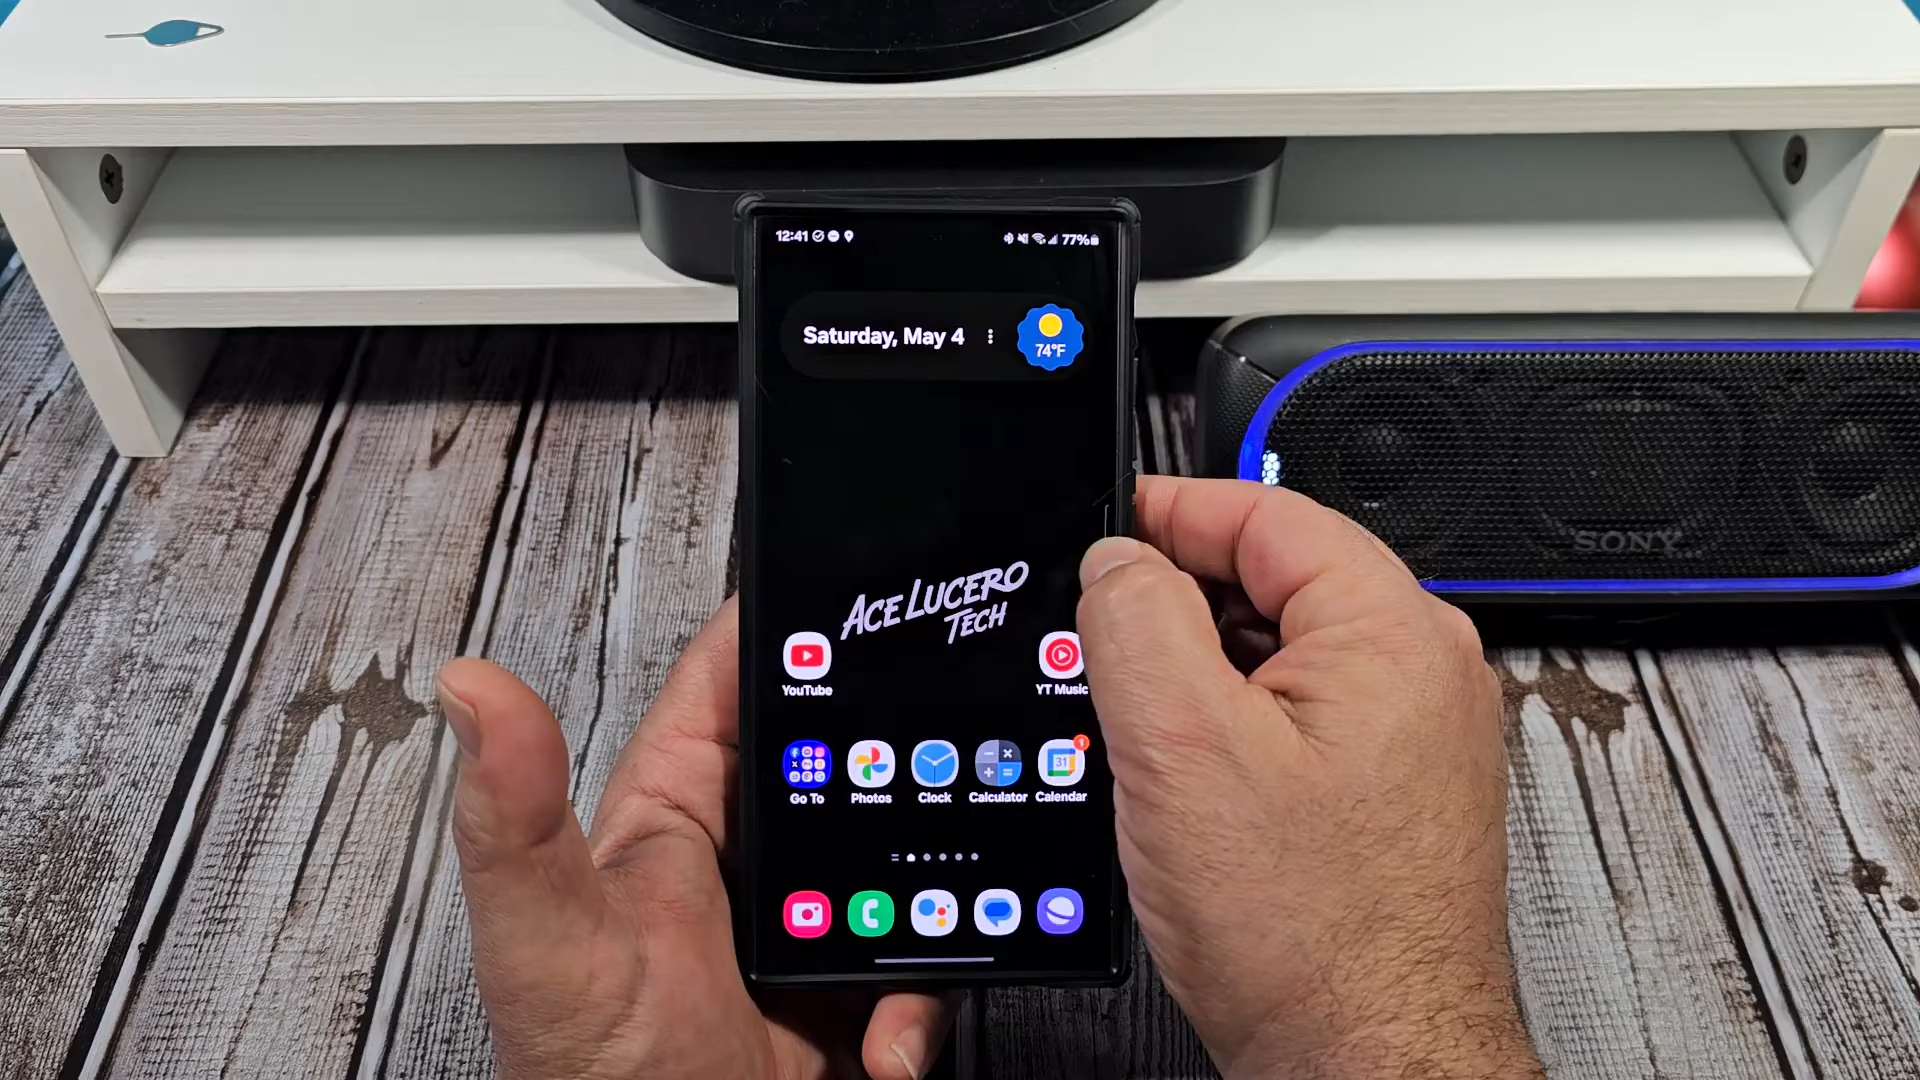 12:41
77%
Saturday, May 4
74°F
ACE LUCERO
TECH
YouTube
YT Music
31
1
Go To
Photos
Clock
Calculator
Calendar
SONY